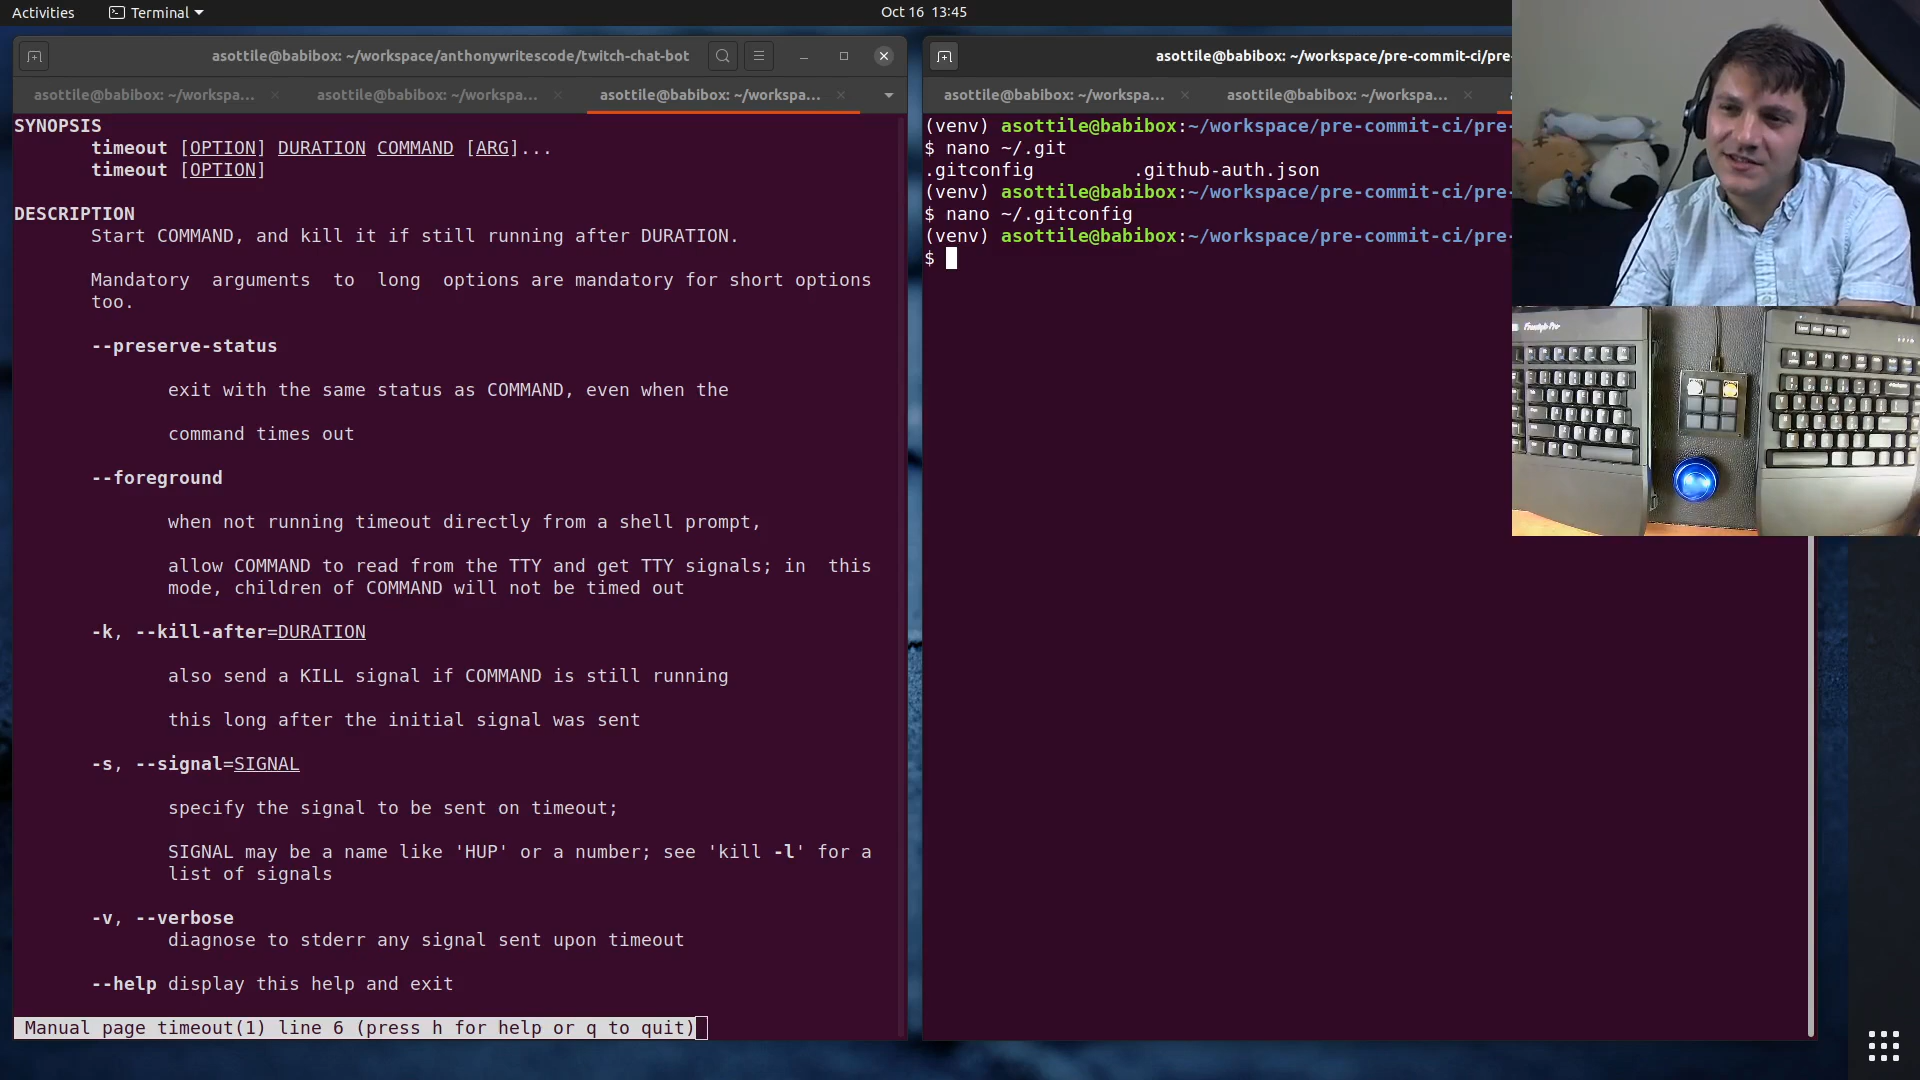 Activities
Terminal
Oct 16 13:45
asottile@babibox: ~/workspace/anthonywritescode/twitch-chat-bot
asottile@babibox: ~/workspa...
asottile@babibox: ~/workspa...
asottile@babibox: ~/workspa...
SYNOPSIS
timeout [OPTION] DURATION COMMAND [ARG]...
timeout [OPTION]
DESCRIPTION
Start COMMAND, and kill it if still running after DURATION.
Mandatory arguments to long options are mandatory for short options
too.
--preserve-status
exit with the same status as COMMAND, even when the
command times out
--foreground
when not running timeout directly from a shell prompt,
allow COMMAND to read from the TTY and get TTY signals; in this
mode, children of COMMAND will not be timed out
-k, --kill-after=DURATION
also send a KILL signal if COMMAND is still running
this long after the initial signal was sent
-s, --signal=SIGNAL
specify the signal to be sent on timeout;
SIGNAL may be a name like 'HUP' or a number; see 'kill -l' for a
list of signals
-v, --verbose
diagnose to stderr any signal sent upon timeout
--help display this help and exit
Manual page timeout(1) line 6 (press h for help or q to quit)
asottile@babibox: ~/workspace/pre-commit-ci/pre-
asottile@babibox: ~/workspa...
asottile@babibox: ~/workspa...
(venv) asottile@babibox:~/workspace/pre-commit-ci/pre-
$ nano ~/.git
.gitconfig .github-auth.json
(venv) asottile@babibox:~/workspace/pre-commit-ci/pre-
$ nano ~/.gitconfig
(venv) asottile@babibox:~/workspace/pre-commit-ci/pre-
$
Freestyle Pro